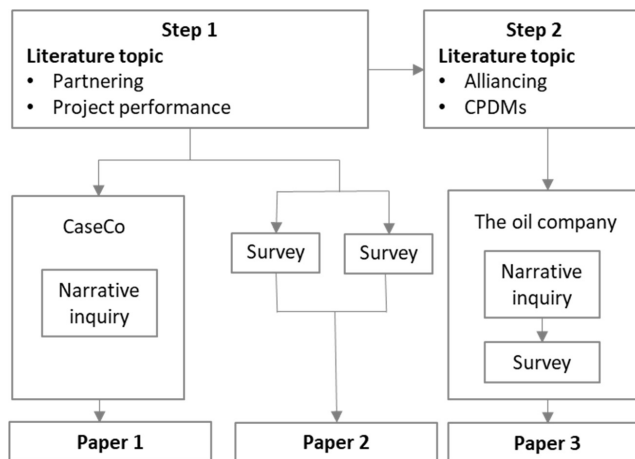 Step 1
Literature topic
• Partnering
• Project performance
Step 2
Literature topic
• Alliancing
• CPDMs
CaseCo
Narrative
inquiry
Survey
Survey
The oil company
Narrative
inquiry
Survey
Paper 1
Paper 2
Paper 3